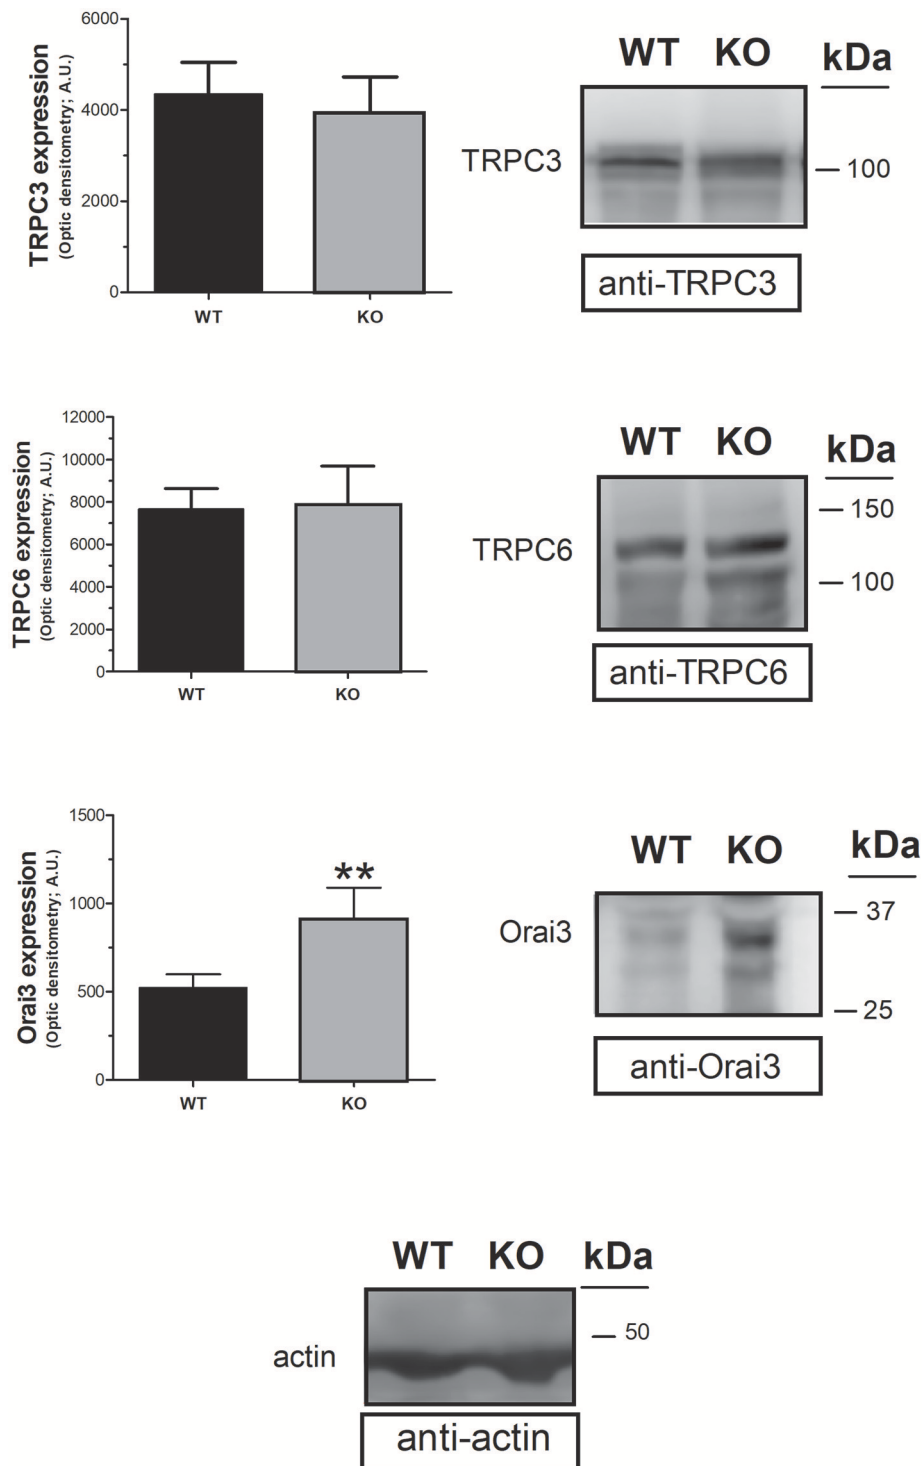 TRPC3 expression
(Optic densitometry; A.U.)
6000
4000
2000
0
WT
KO
WT KO kDa
TRPC3
100
anti-TRPC3
TRPC6 expression
(Optic densitometry; A.U.)
12000
10000
8000
6000
4000
2000
0
WT
KO
WT KO kDa
TRPC6
150
100
anti-TRPC6
Orai3 expression
(Optic densitometry; A.U.)
1500
1000
500
0
**
WT
KO
WT KO kDa
Orai3
37
25
anti-Orai3
WT KO kDa
actin
50
anti-actin